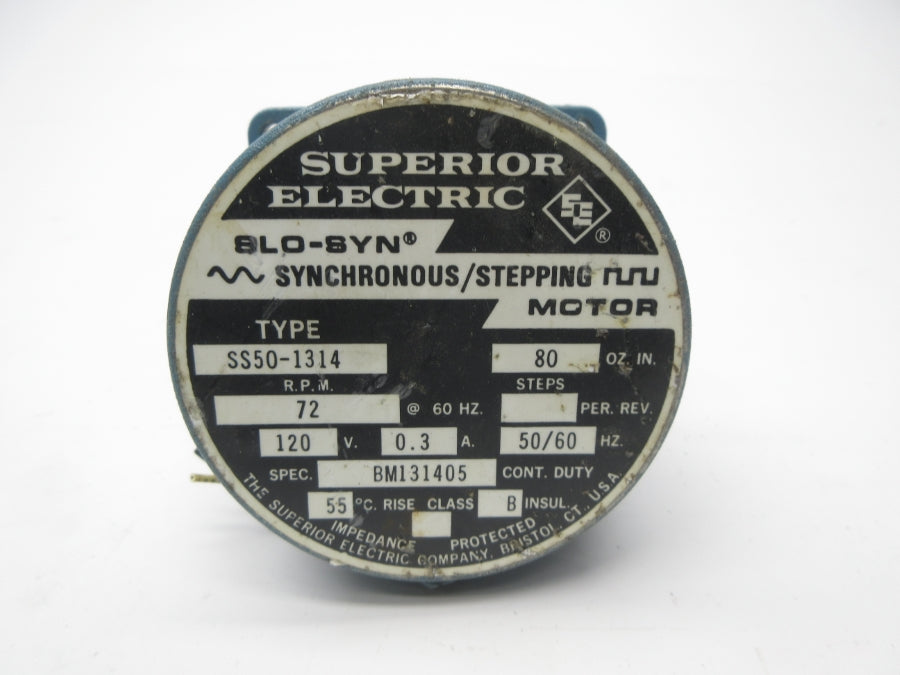 SUPERIOR
ELECTRIC
SE
®
SLO-SYN®
SYNCHRONOUS/STEPPING
MOTOR
TYPE
SS50-1314 80 OZ. IN.
R.P.M. STEPS
72 @ 60 HZ. PER. REV.
120 V. 0.3 A. 50/60 HZ.
SPEC. BM131405 CONT. DUTY
55 °C. RISE CLASS B INSUL.
IMPEDANCE PROTECTED
THE SUPERIOR ELECTRIC COMPANY, BRISTOL, CT., U.S.A.